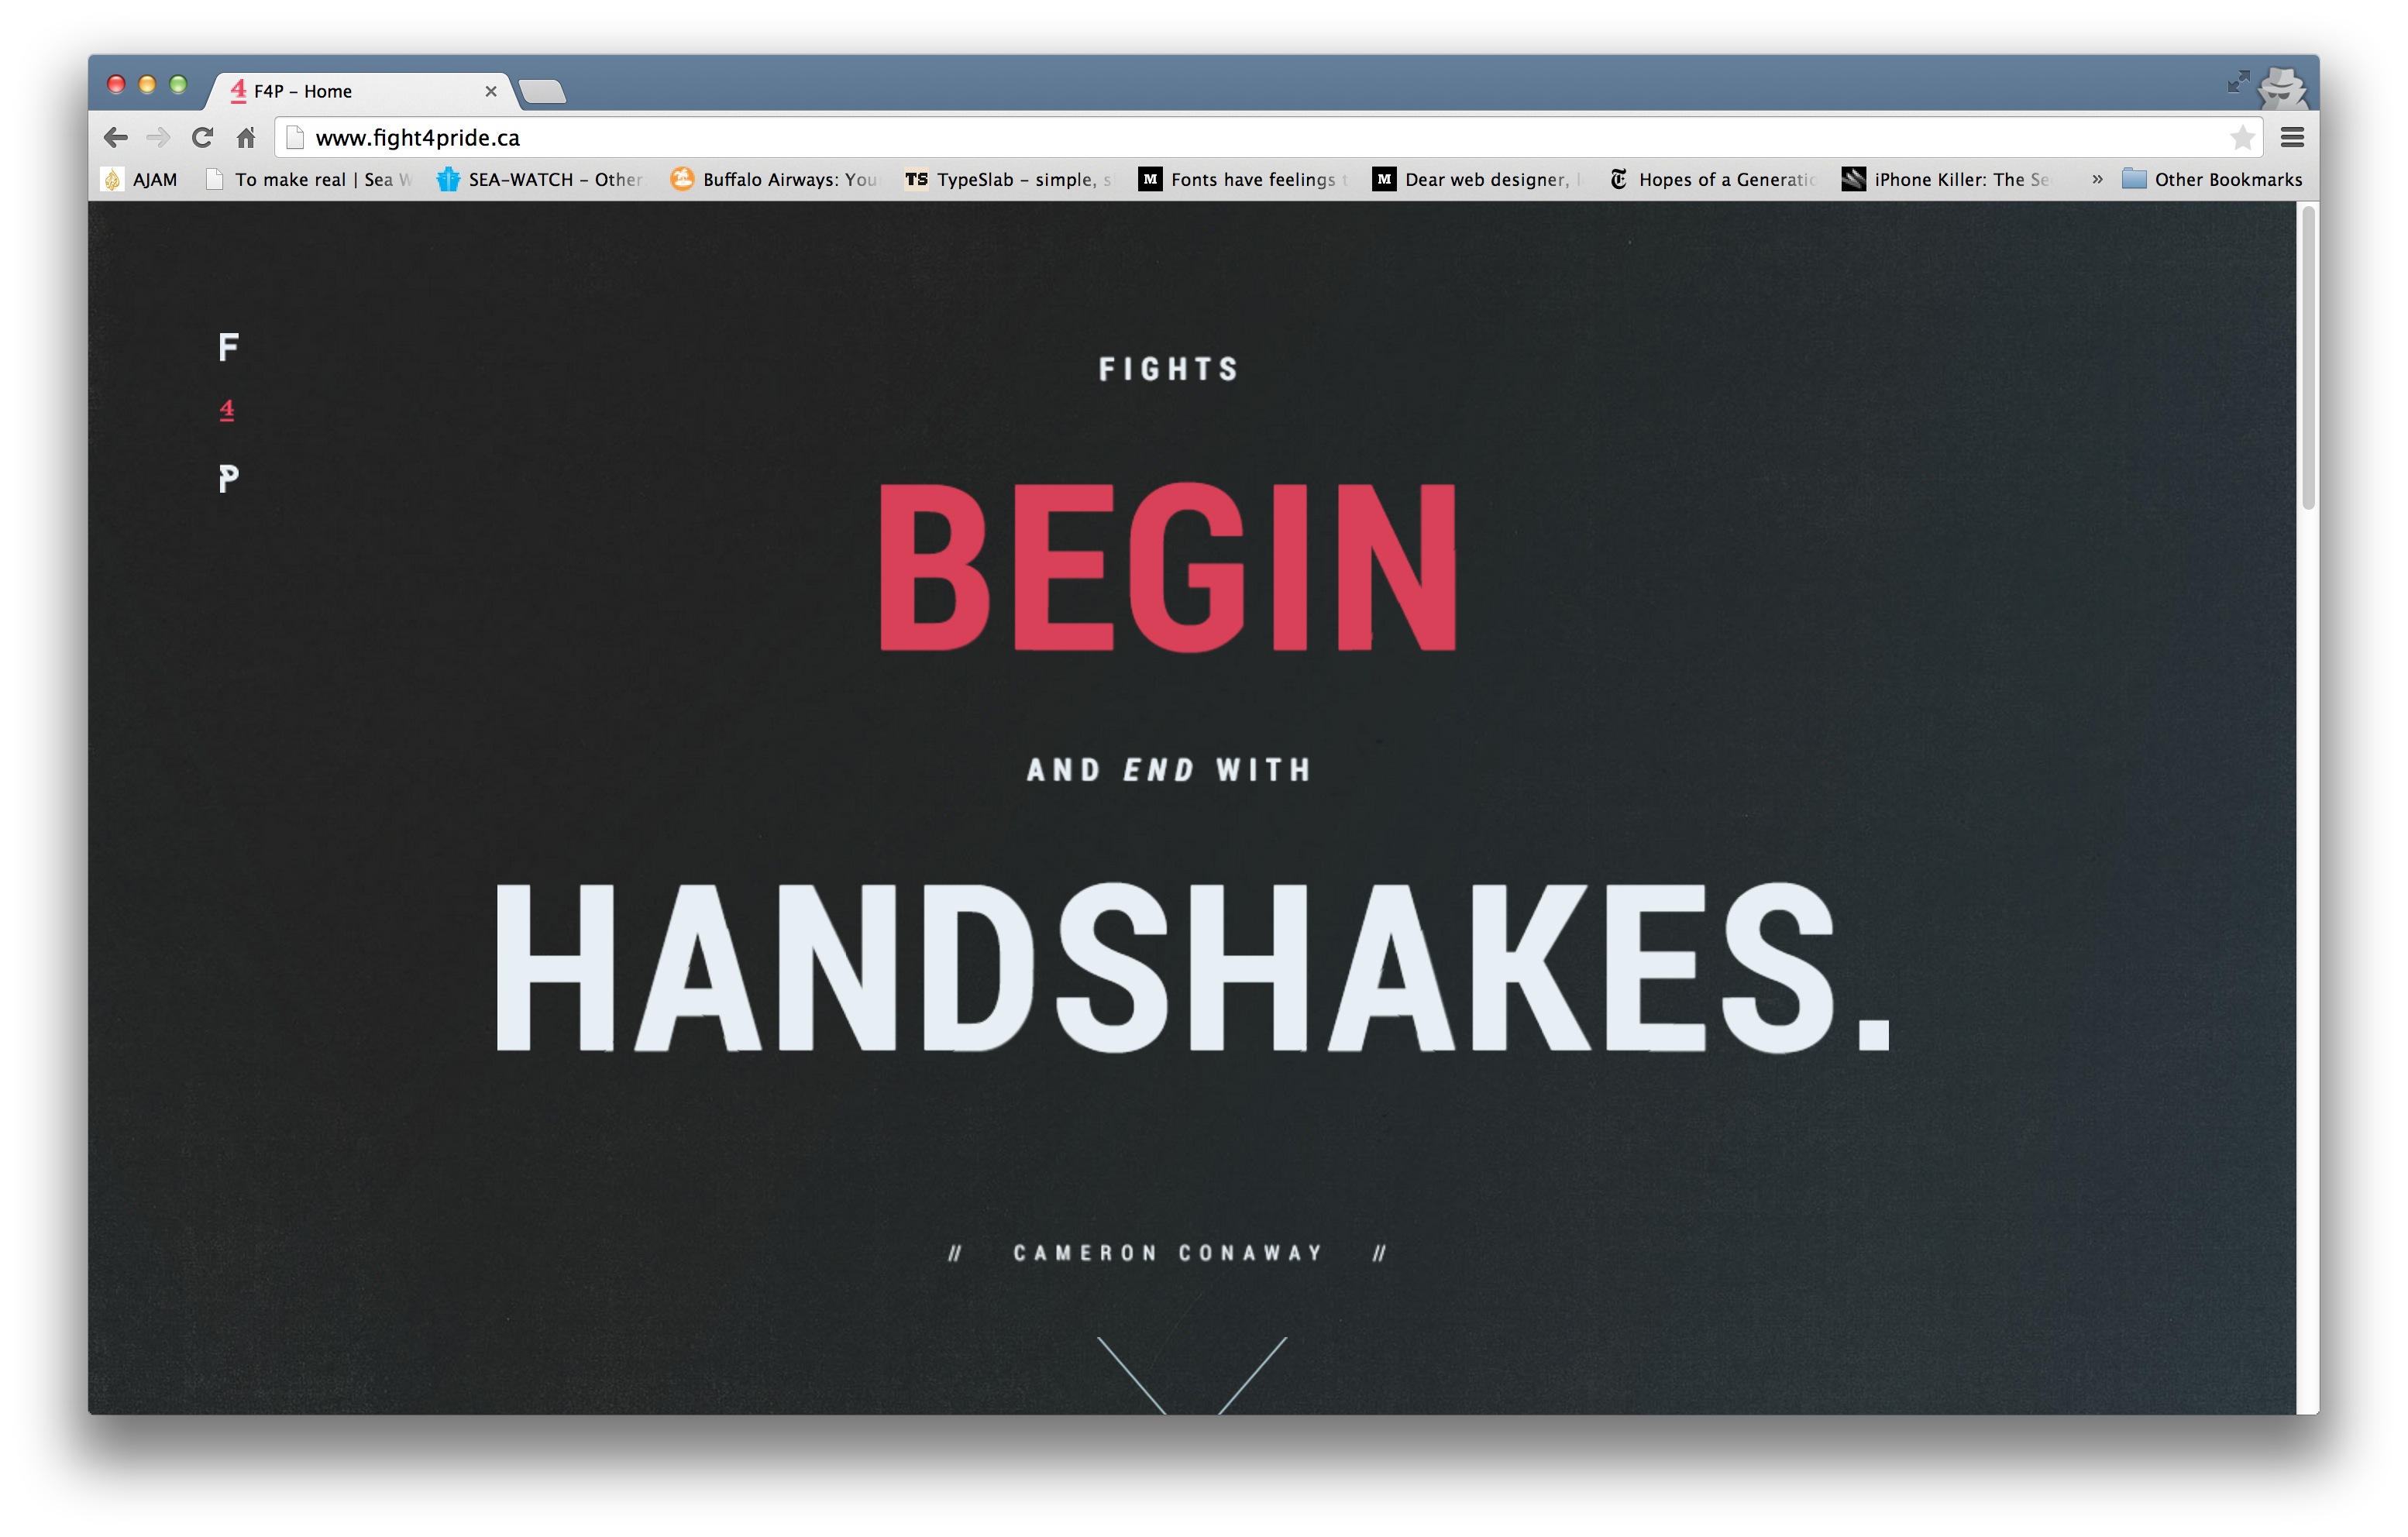 F4P – Home
www.fight4pride.ca
AJAM To make real | Sea W SEA-WATCH – Other Buffalo Airways: You TS TypeSlab – simple, s M Fonts have feelings t M Dear web designer, Hopes of a Generatio iPhone Killer: The Se » Other Bookmarks
F
4
P
FIGHTS
BEGIN
AND END WITH
HANDSHAKES.
// CAMERON CONAWAY //